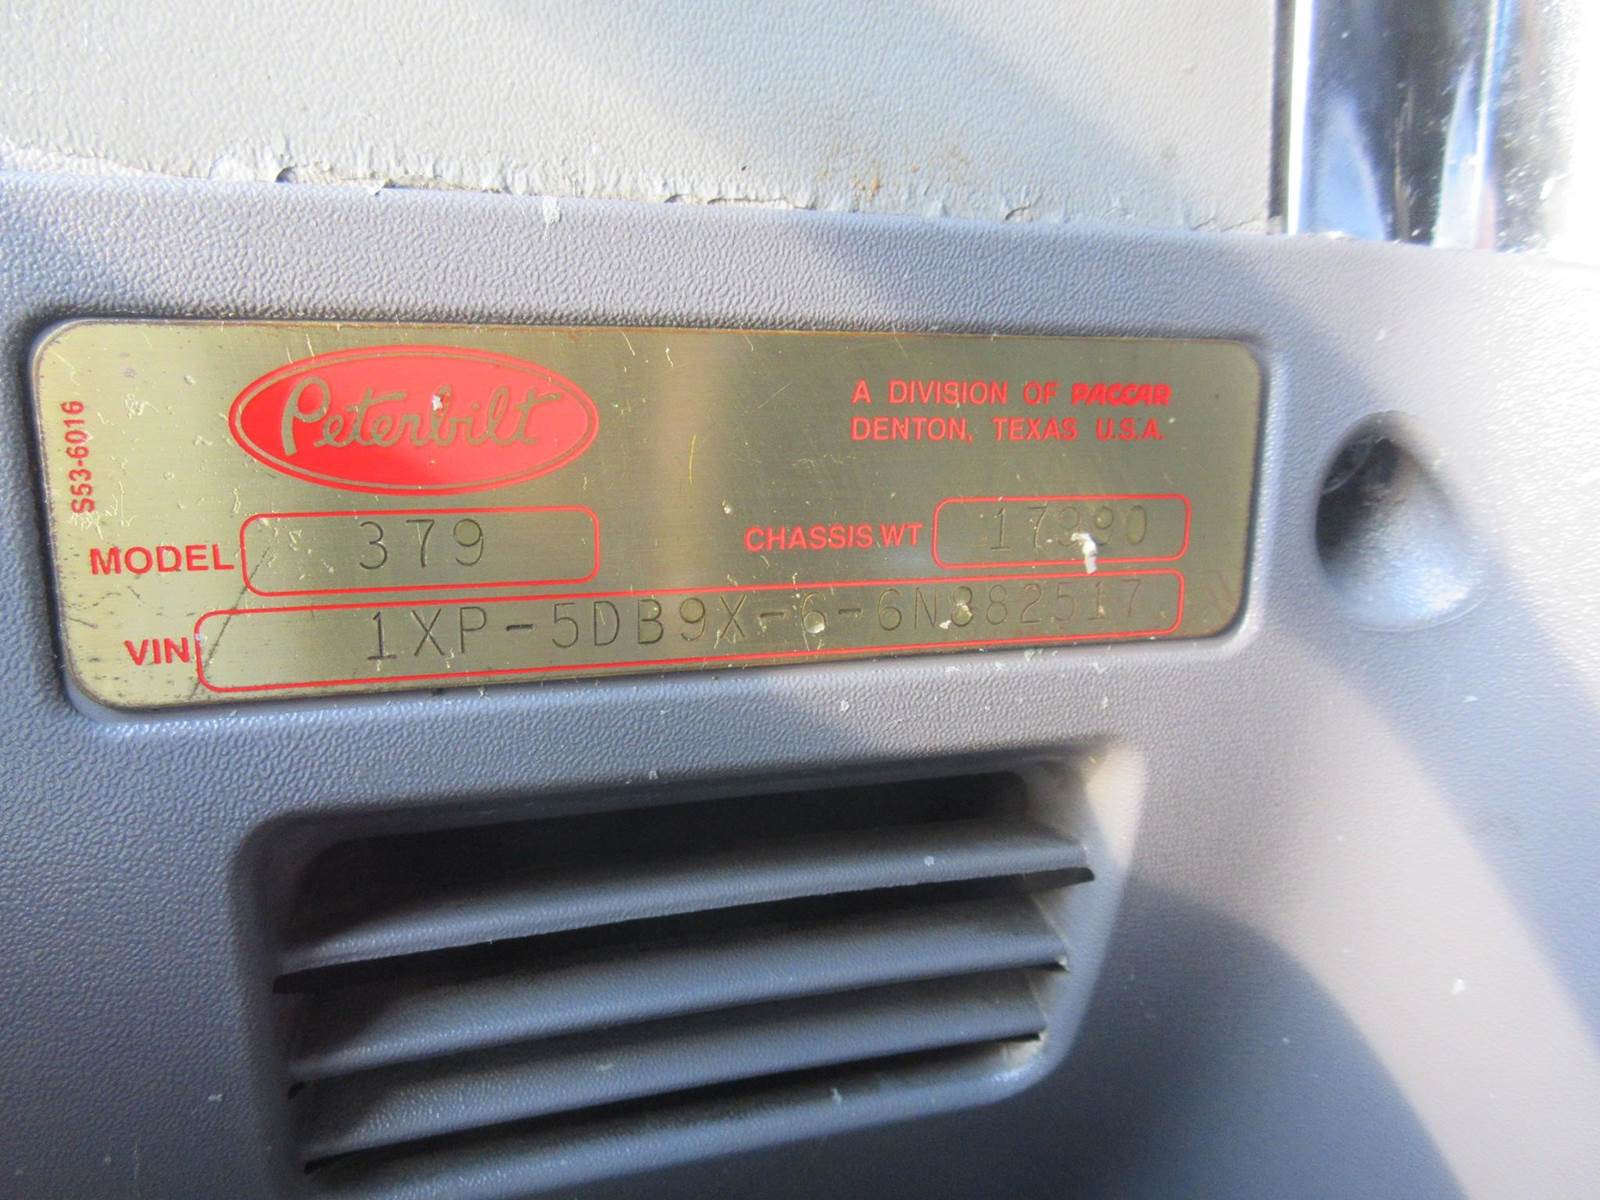 S53-6016
Peterbilt
A DIVISION OF PACCAR
DENTON, TEXAS U.S.A.
MODEL 379
CHASSIS WT
VIN 1XP-5DB9X-6-6N882517